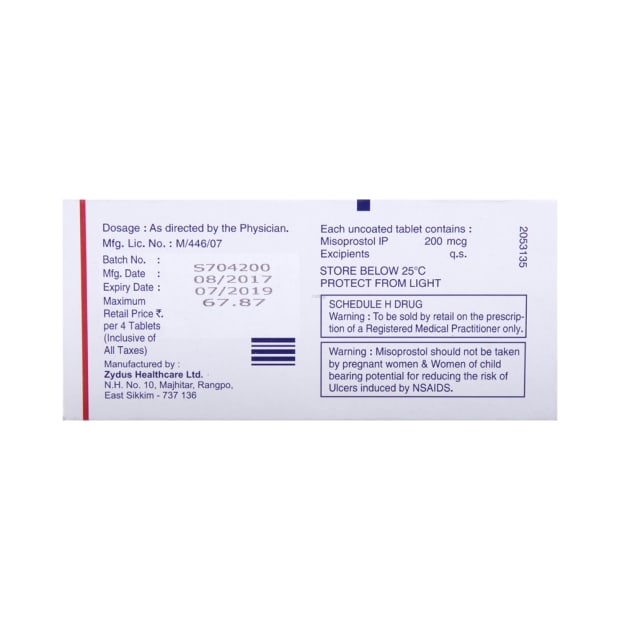 Dosage : As directed by the Physician.
Mfg. Lic. No. : M/446/07
Batch No. : S704200
Mfg. Date : 08/2017
Expiry Date : 07/2019
Maximum 67.87
Retail Price ₹.
per 4 Tablets
(Inclusive of
All Taxes)
Manufactured by :
Zydus Healthcare Ltd.
N.H. No. 10, Majhitar, Rangpo,
East Sikkim - 737 136
Each uncoated tablet contains :
Misoprostol IP 200 mcg
Excipients q.s.
STORE BELOW 25°C
PROTECT FROM LIGHT
SCHEDULE H DRUG
Warning : To be sold by retail on the prescrip-
tion of a Registered Medical Practitioner only.
Warning : Misoprostol should not be taken
by pregnant women & Women of child
bearing potential for reducing the risk of
Ulcers induced by NSAIDS.
2053135